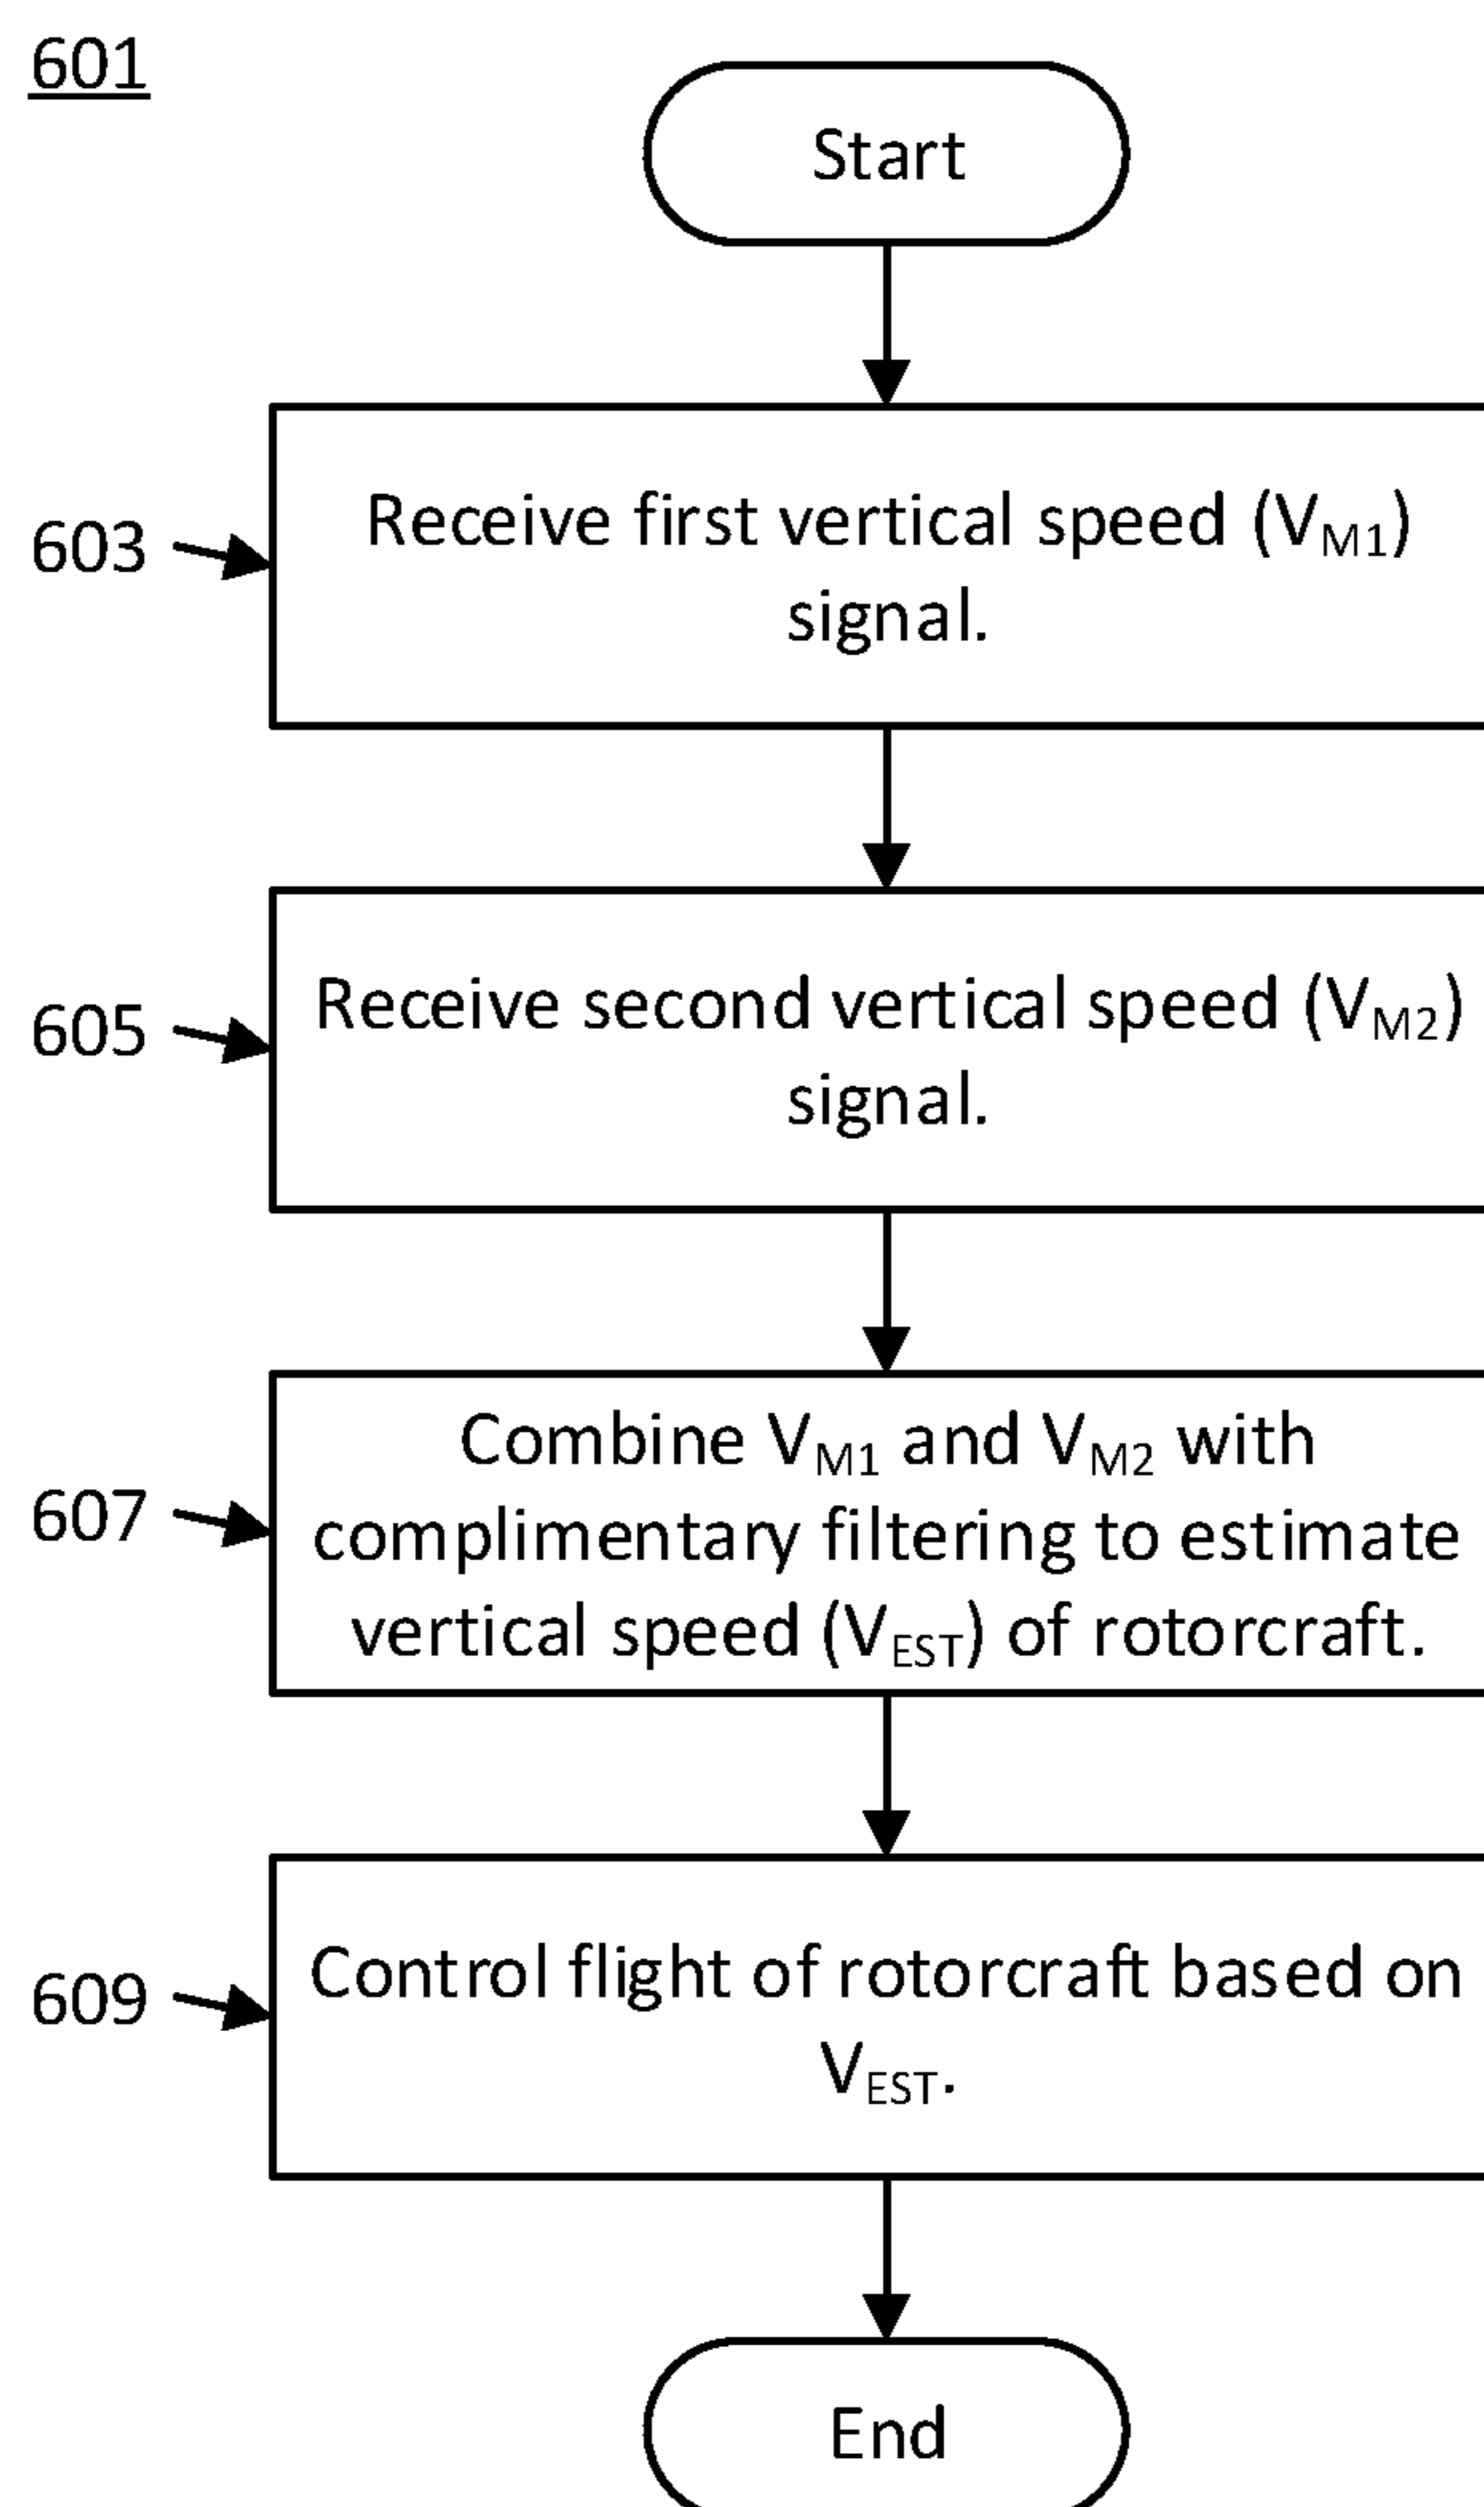 601
Start
603
Receive first vertical speed (VM1)
signal.
605
Receive second vertical speed (VM2)
signal.
607
Combine VM1 and VM2 with
complimentary filtering to estimate
vertical speed (VEST) of rotorcraft.
609
Control flight of rotorcraft based on
VEST.
End